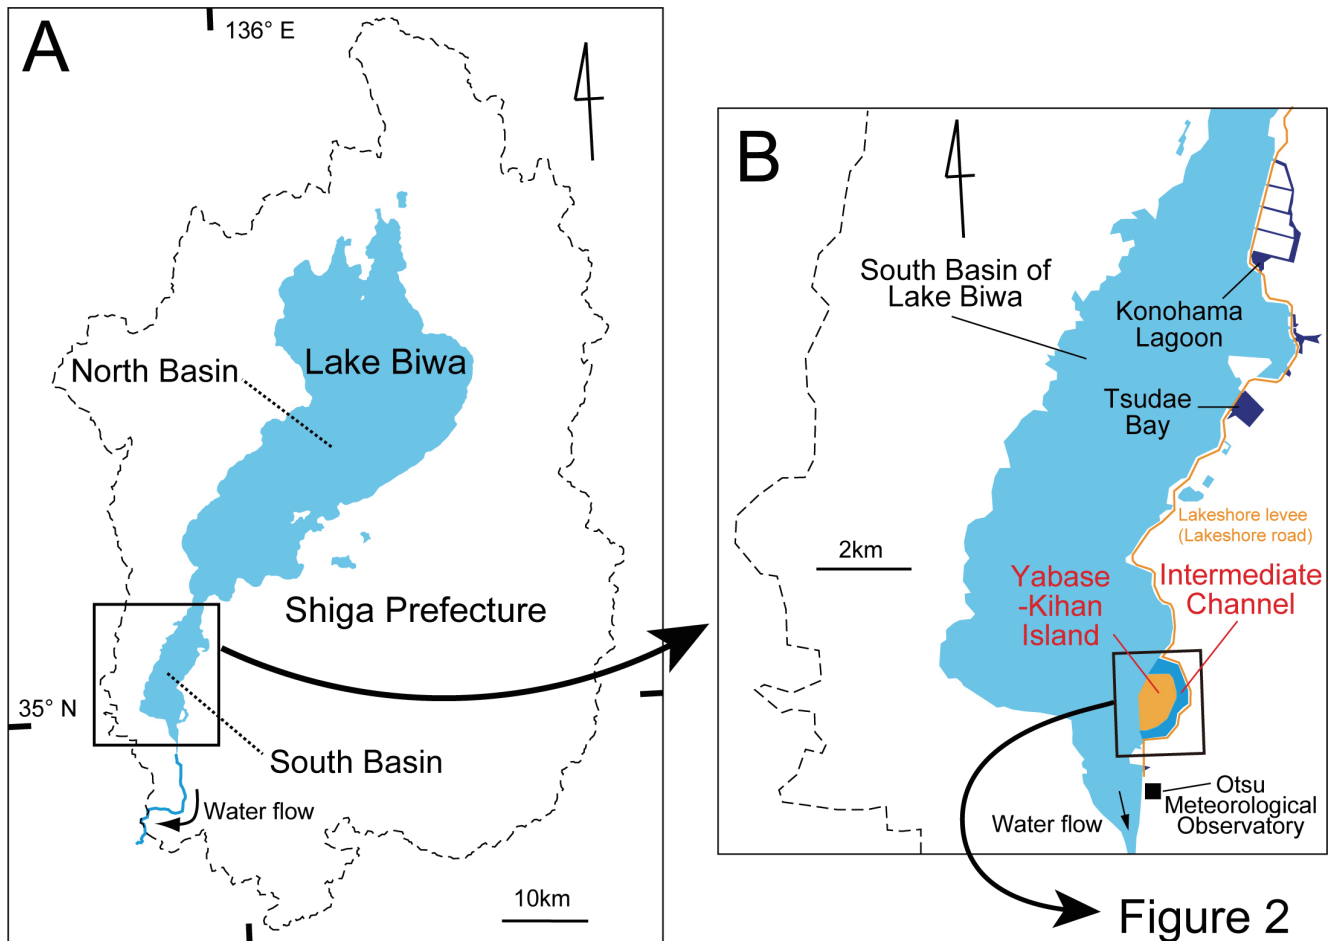 A
136° E
North Basin
Lake Biwa
Shiga Prefecture
35° N
South Basin
Water flow
10km
B
South Basin of
Lake Biwa
Konohama
Lagoon
Tsudae
Bay
Lakeshore levee
(Lakeshore road)
2km
Yabase
-Kihan
Island
Intermediate
Channel
Otsu
Meteorological
Observatory
Water flow
Figure 2